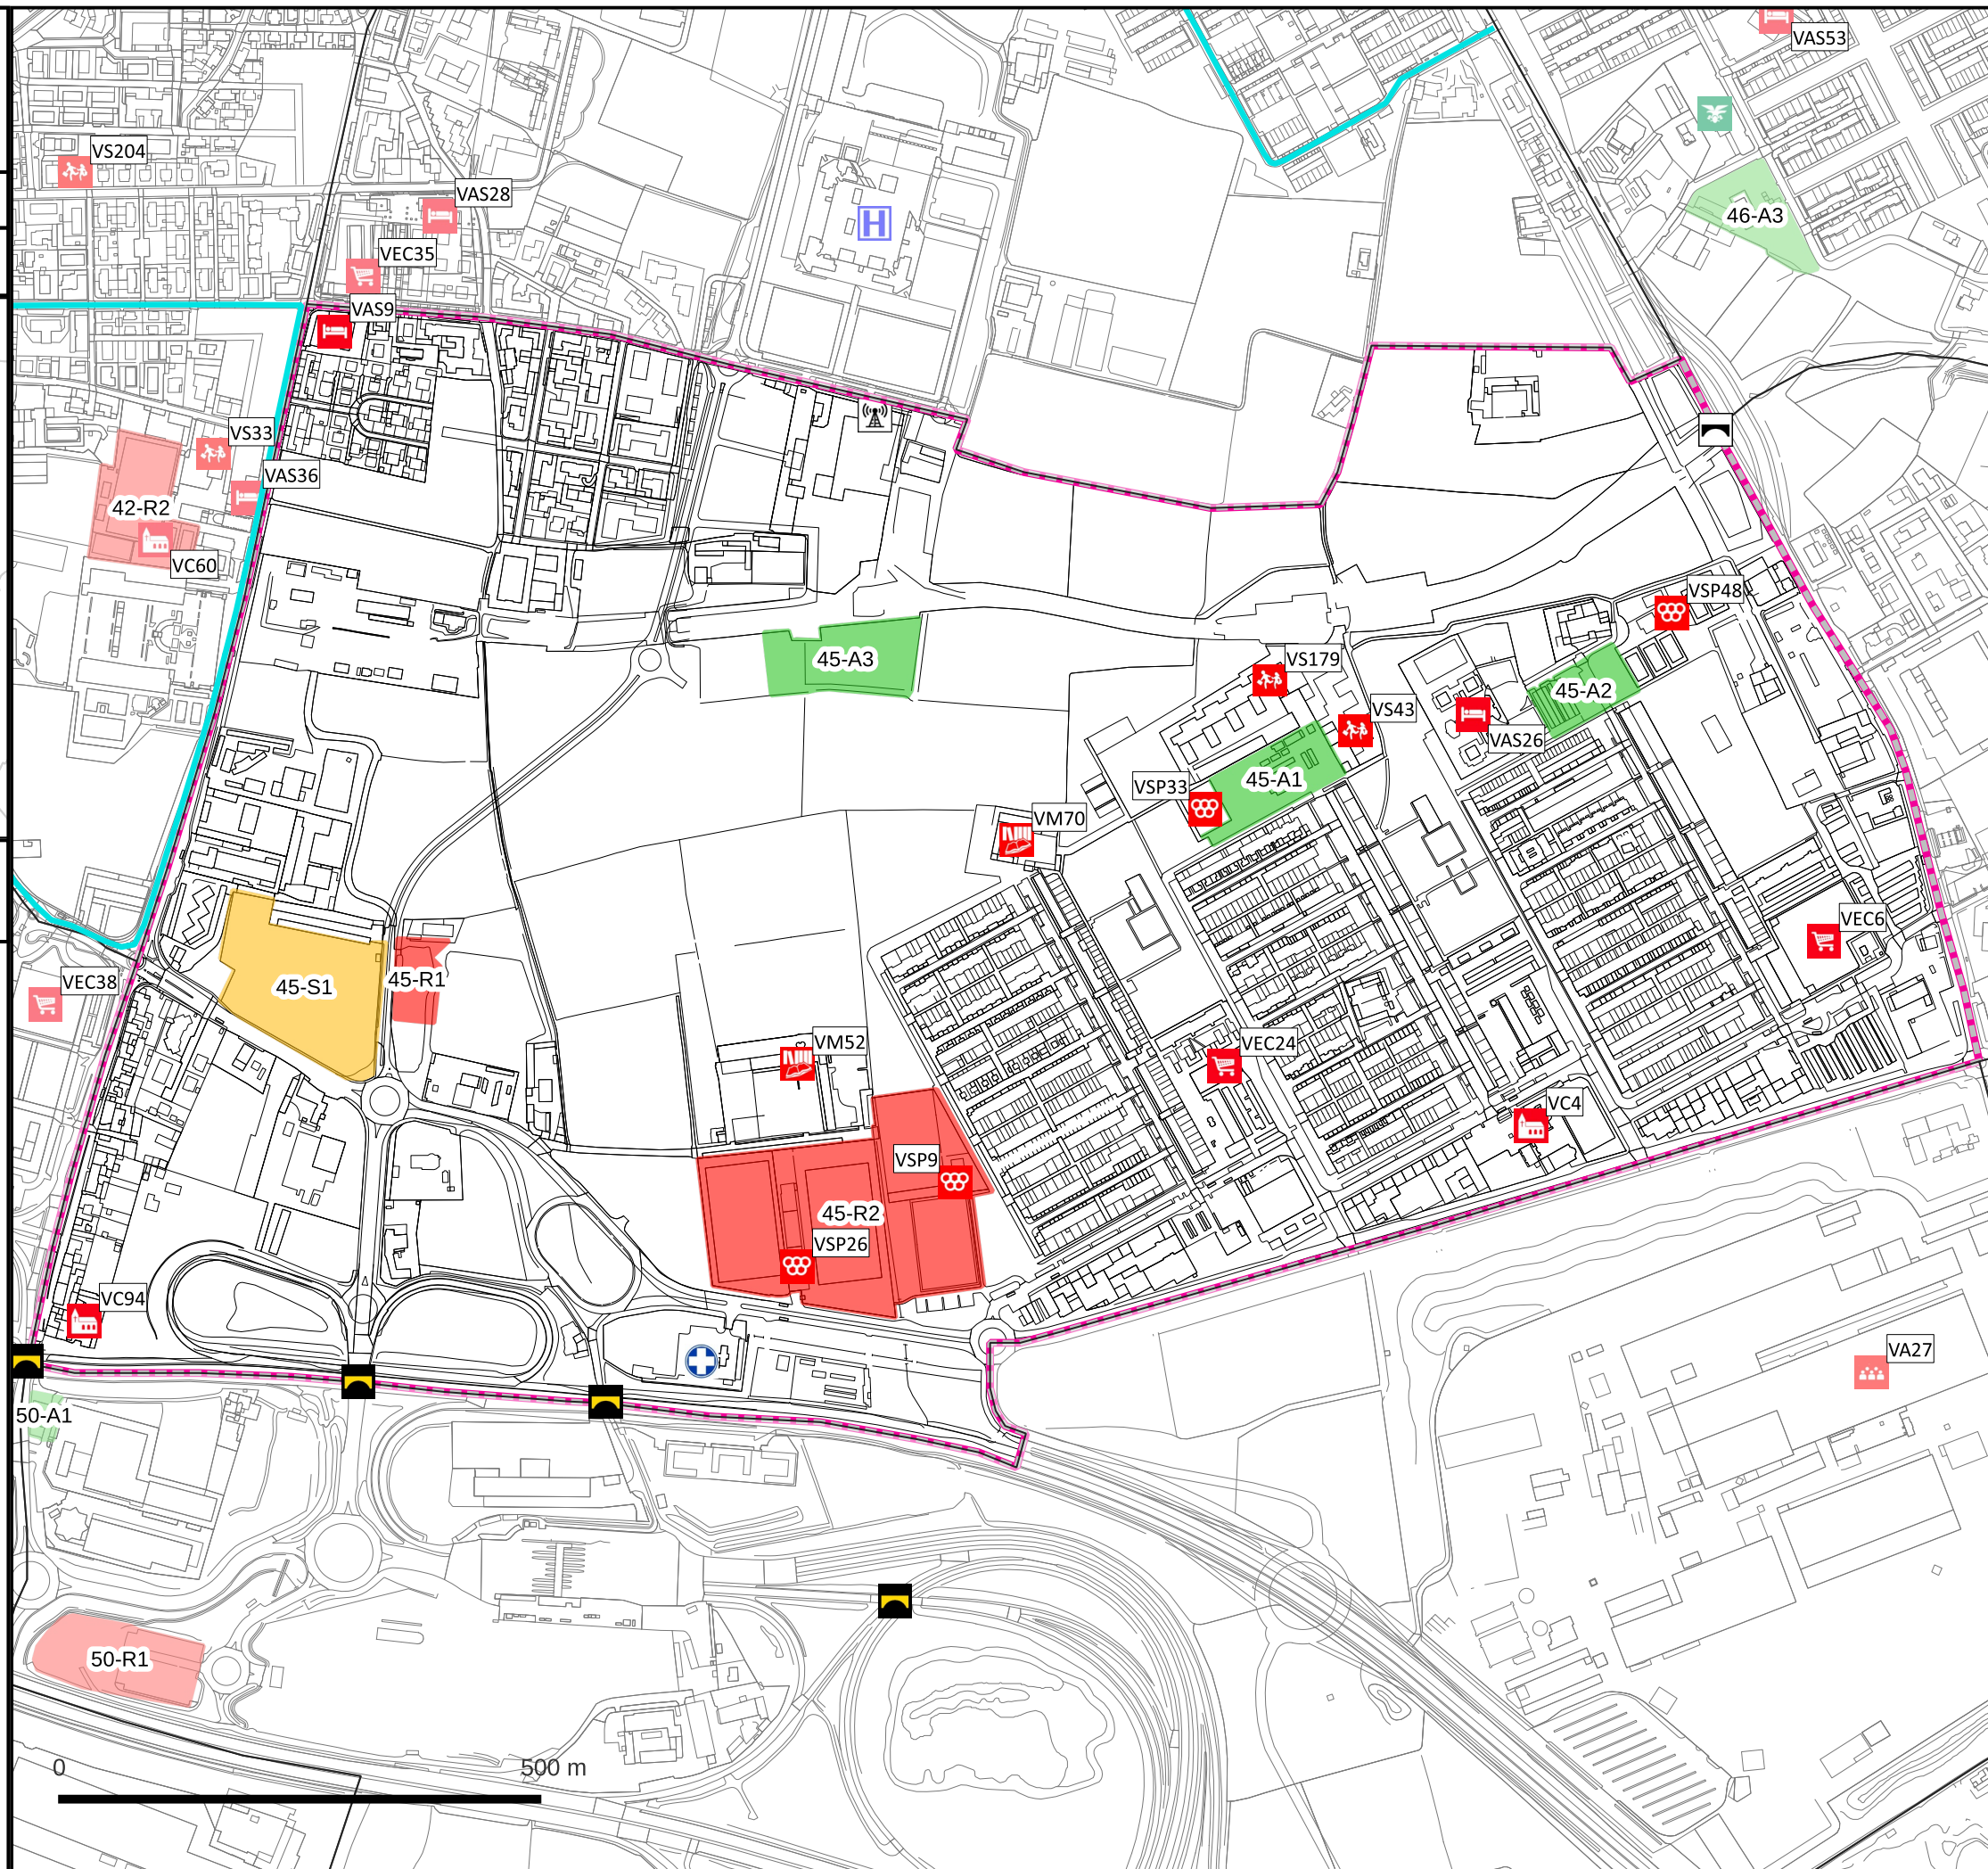 VAS53
VS204
VAS28
46-A3
H
VEC35
VAS9
VS33
VAS36
42-R2
VC60
VSP48
45-A3
VS179
45-A2
VS43
VAS26
45-A1
VSP33
VM70
VEC6
VEC38
45-S1
45-R1
VM52
VEC24
VC4
VSP9
45-R2
VSP26
VC94
VA27
50-A1
50-R1
0 500 m